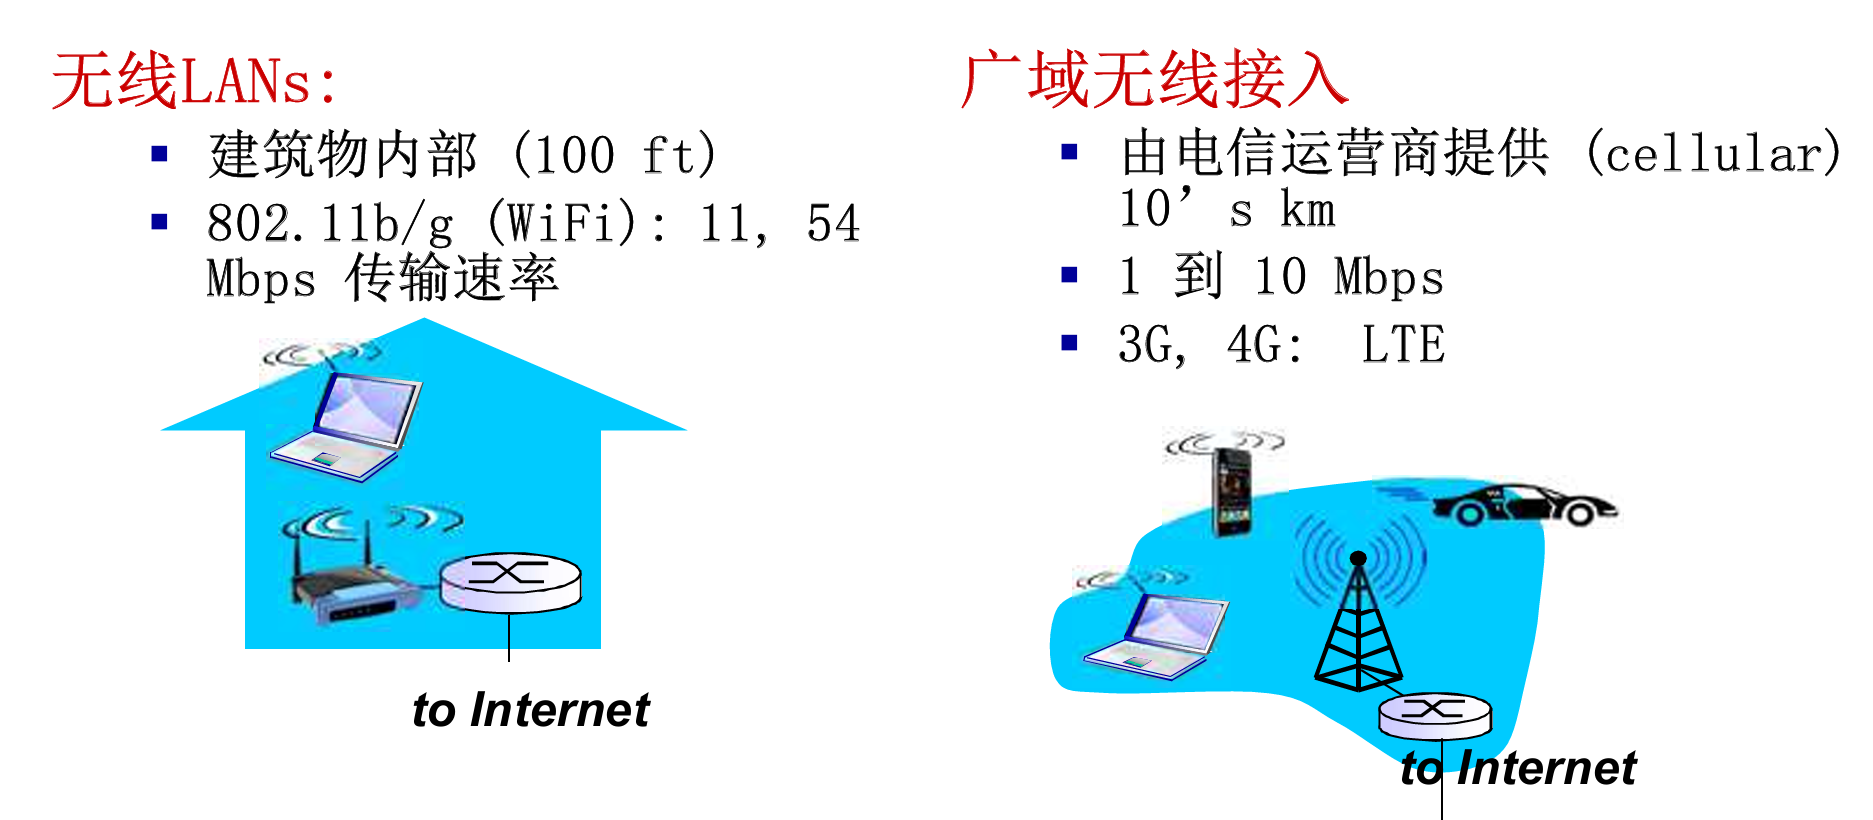 无线LANs:
建筑物内部 (100 ft)
802.11b/g (WiFi): 11, 54
Mbps 传输速率
to Internet
广域无线接入
由电信运营商提供 (cellular)
10’s km
1 到 10 Mbps
3G, 4G: LTE
to Internet